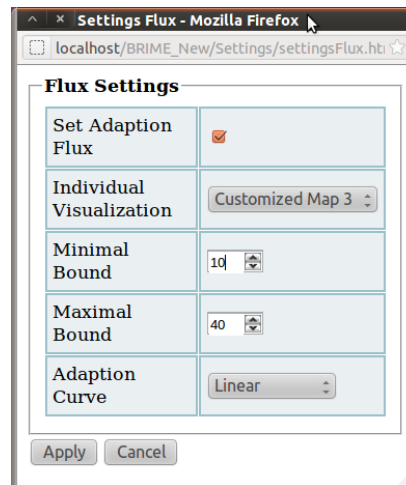 Settings Flux - Mozilla Firefox
localhost/BRIME_New/Settings/settingsFlux.ht
Flux Settings
Set Adaption
Flux
Individual
Visualization
Customized Map 3
Minimal
Bound
10
Maximal
Bound
40
Adaption
Curve
Linear
Apply Cancel